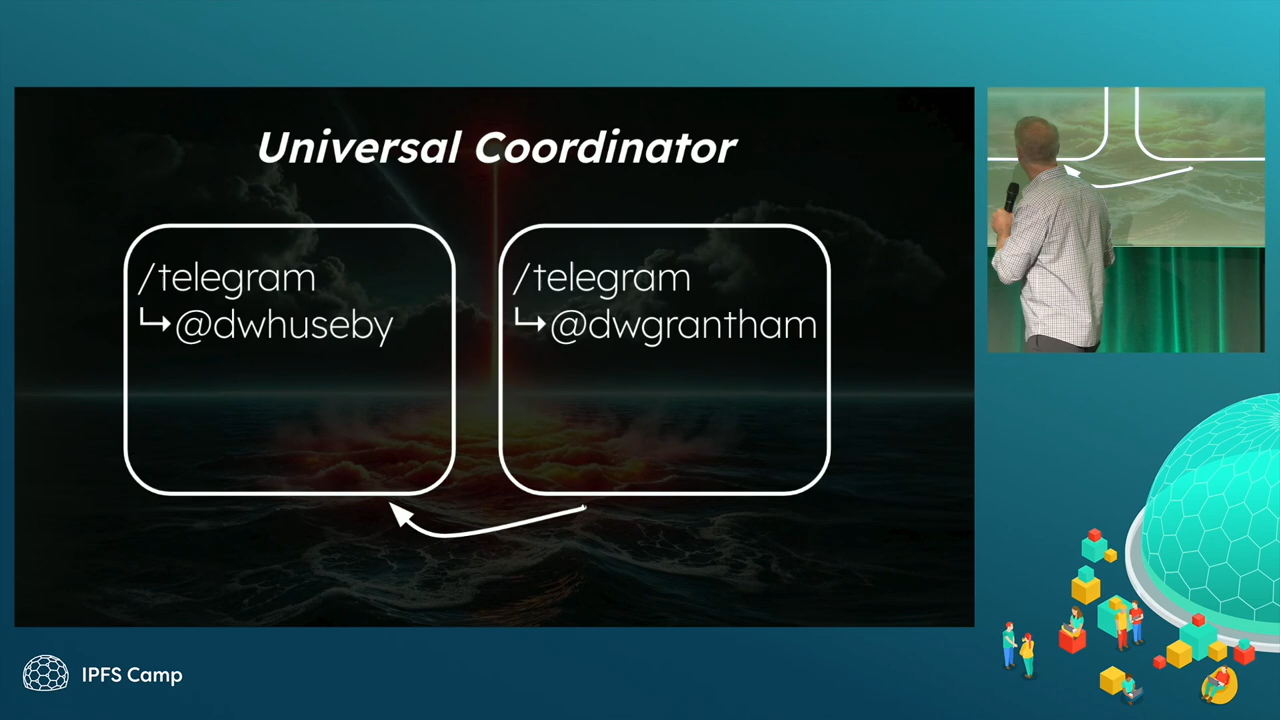 Universal Coordinator
/telegram
↳@dwhuseby
/telegram
↳@dwgrantham
IPFS Camp